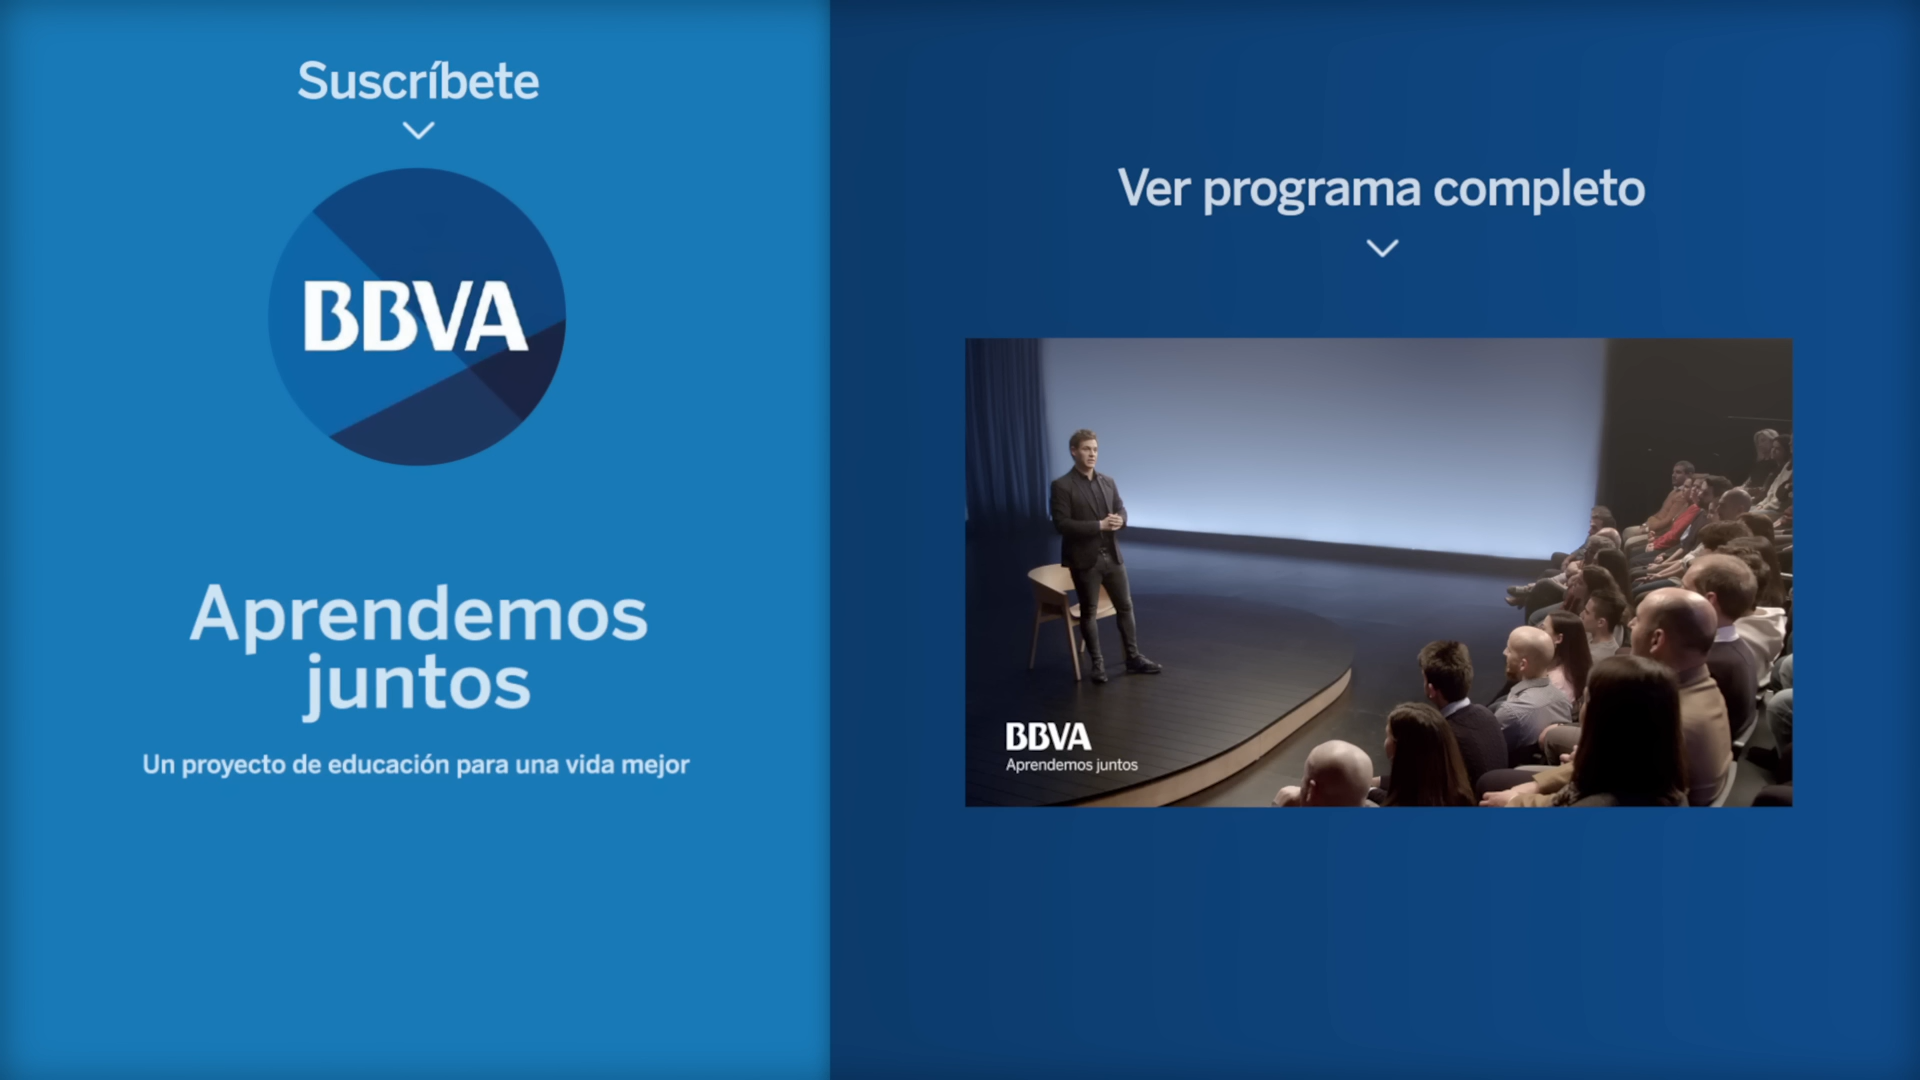 Suscríbete
BBVA
Aprendemos
juntos
Un proyecto de educación para una vida mejor
Ver programa completo
BBVA
Aprendemos juntos